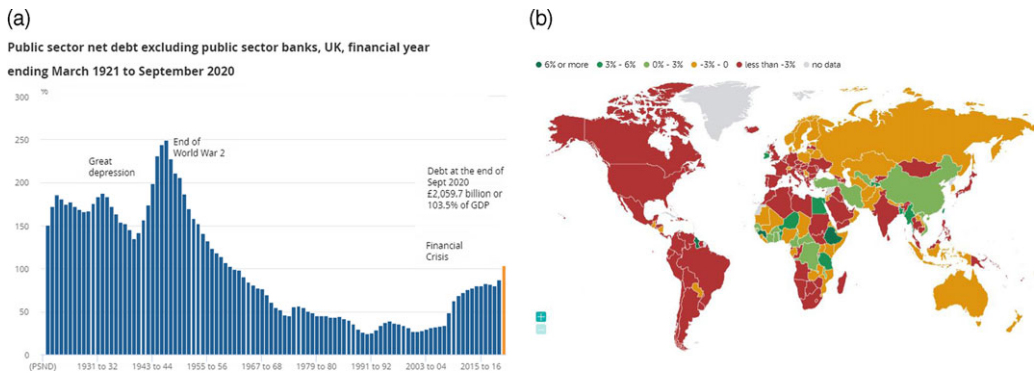 (a)
Public sector net debt excluding public sector banks, UK, financial year
ending March 1921 to September 2020
%
300
250
200
150
100
50
0
Great
depression
End of
World War 2
Debt at the end of
Sept 2020
£2,059.7 billion or
103.5% of GDP
Financial
Crisis
(PSND) 1931 to 32 1943 to 44 1955 to 56 1967 to 68 1979 to 80 1991 to 92 2003 to 04 2015 to 16
(b)
6% or more 3% - 6% 0% - 3% -3% - 0 less than -3% no data
+
−